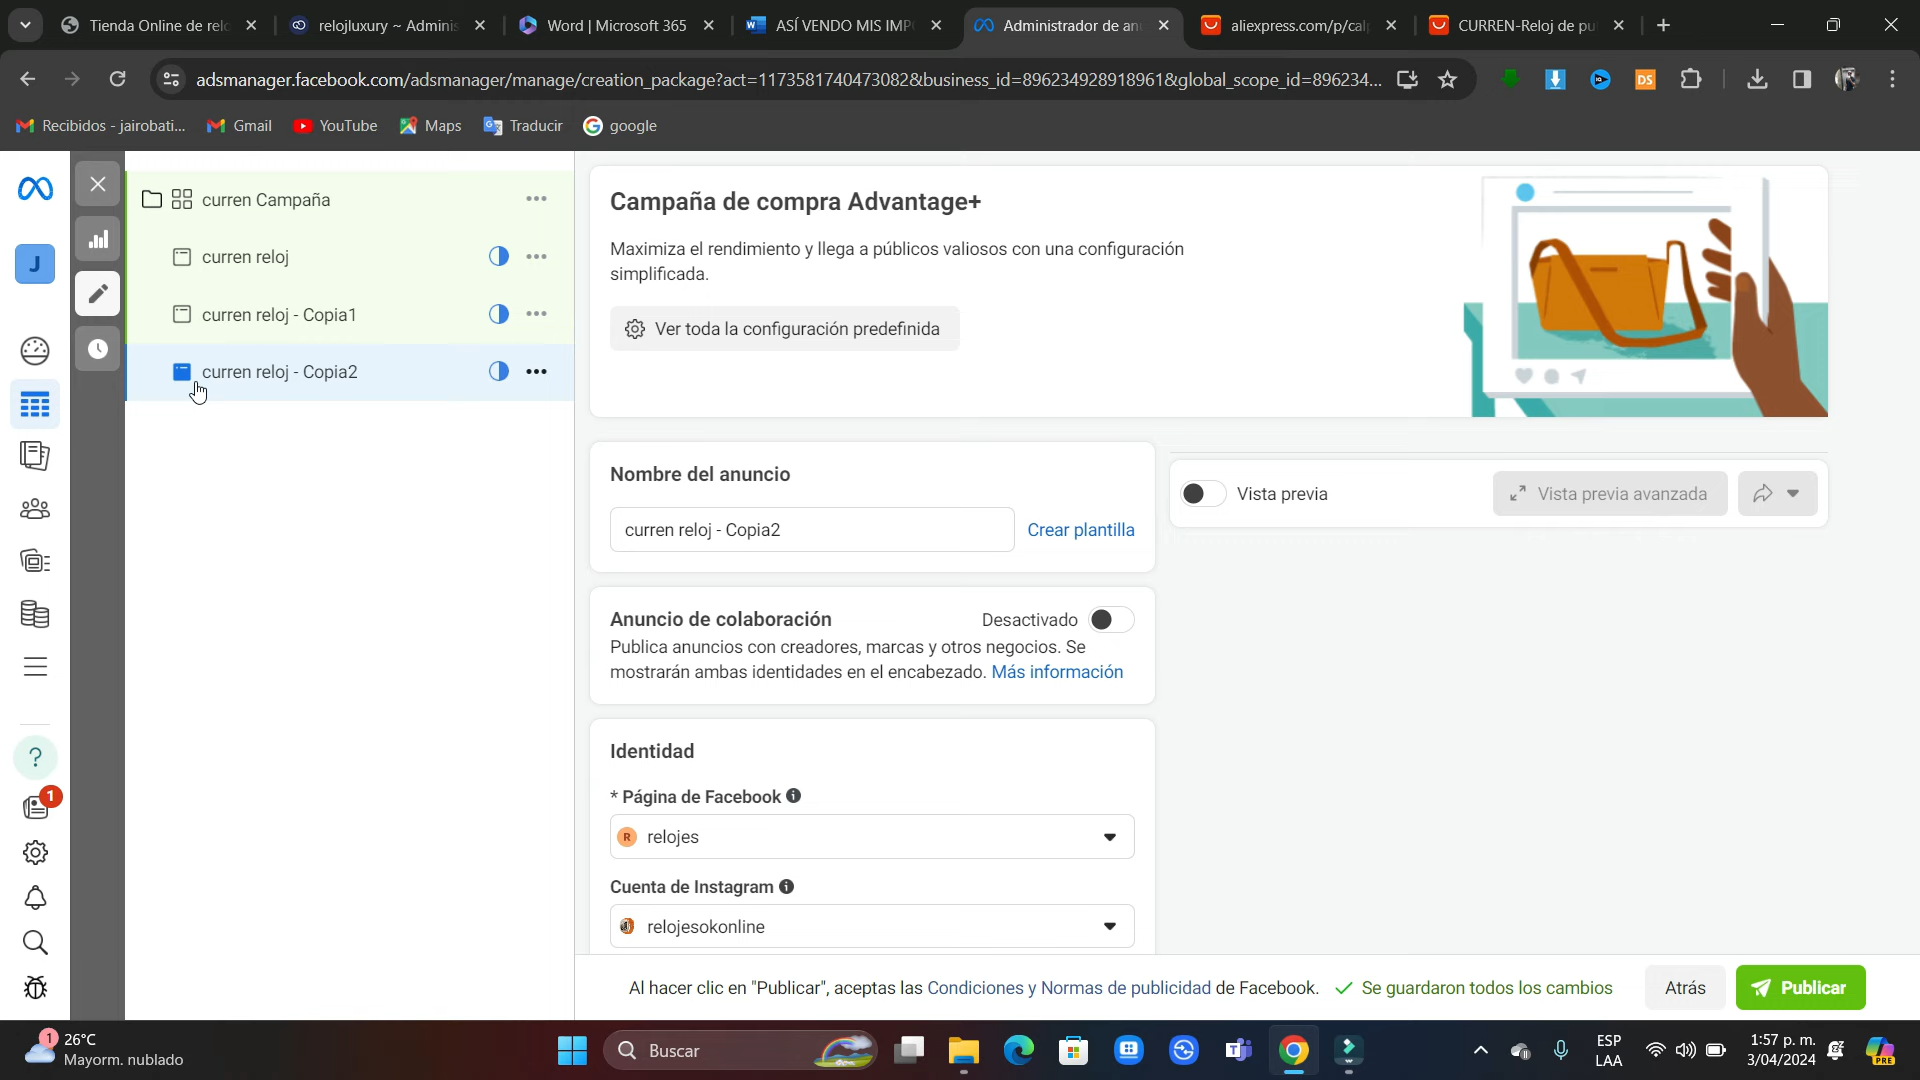 Tienda Online de relo
relojluxury ~ Adminis
Word | Microsoft 365
ASÍ VENDO MIS IMP
Administrador de an
aliexpress.com/p/cal
CURREN-Reloj de pu
adsmanager.facebook.com/adsmanager/manage/creation_package?act=1173581740473082&business_id=896234928918961&global_scope_id=896234...
DS
Recibidos - jairobati...
Gmail
YouTube
Maps
Traducir
google
J
curren Campaña
curren reloj
curren reloj - Copia1
curren reloj - Copia2
Campaña de compra Advantage+
Maximiza el rendimiento y llega a públicos valiosos con una configuración
simplificada.
Ver toda la configuración predefinida
Nombre del anuncio
curren reloj - Copia2
Crear plantilla
Vista previa
Vista previa avanzada
Anuncio de colaboración
Desactivado
Publica anuncios con creadores, marcas y otros negocios. Se
mostrarán ambas identidades en el encabezado. Más información
Identidad
* Página de Facebook
R relojes
Cuenta de Instagram
relojesokonline
?
1
Al hacer clic en "Publicar", aceptas las Condiciones y Normas de publicidad de Facebook.
Se guardaron todos los cambios
Atrás
Publicar
1
26°C
Mayorm. nublado
Buscar
ESP
LAA
1:57 p. m.
3/04/2024
PRE